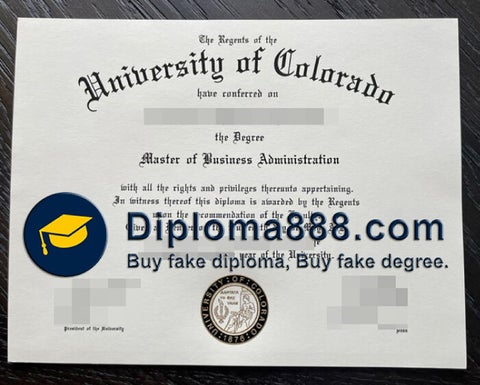 The Regents of the
University of Colorado
have conferred on
the Degree
Master of Business Administration
with all the rights and privileges thereunto appertaining.
In witness thereof this diploma is awarded by the Regents
upon the recommendation of the
Diploma888.com
Buy fake diploma, Buy fake degree.
year of the University.
UNIVERSITY OF COLORADO
1876
President of the University